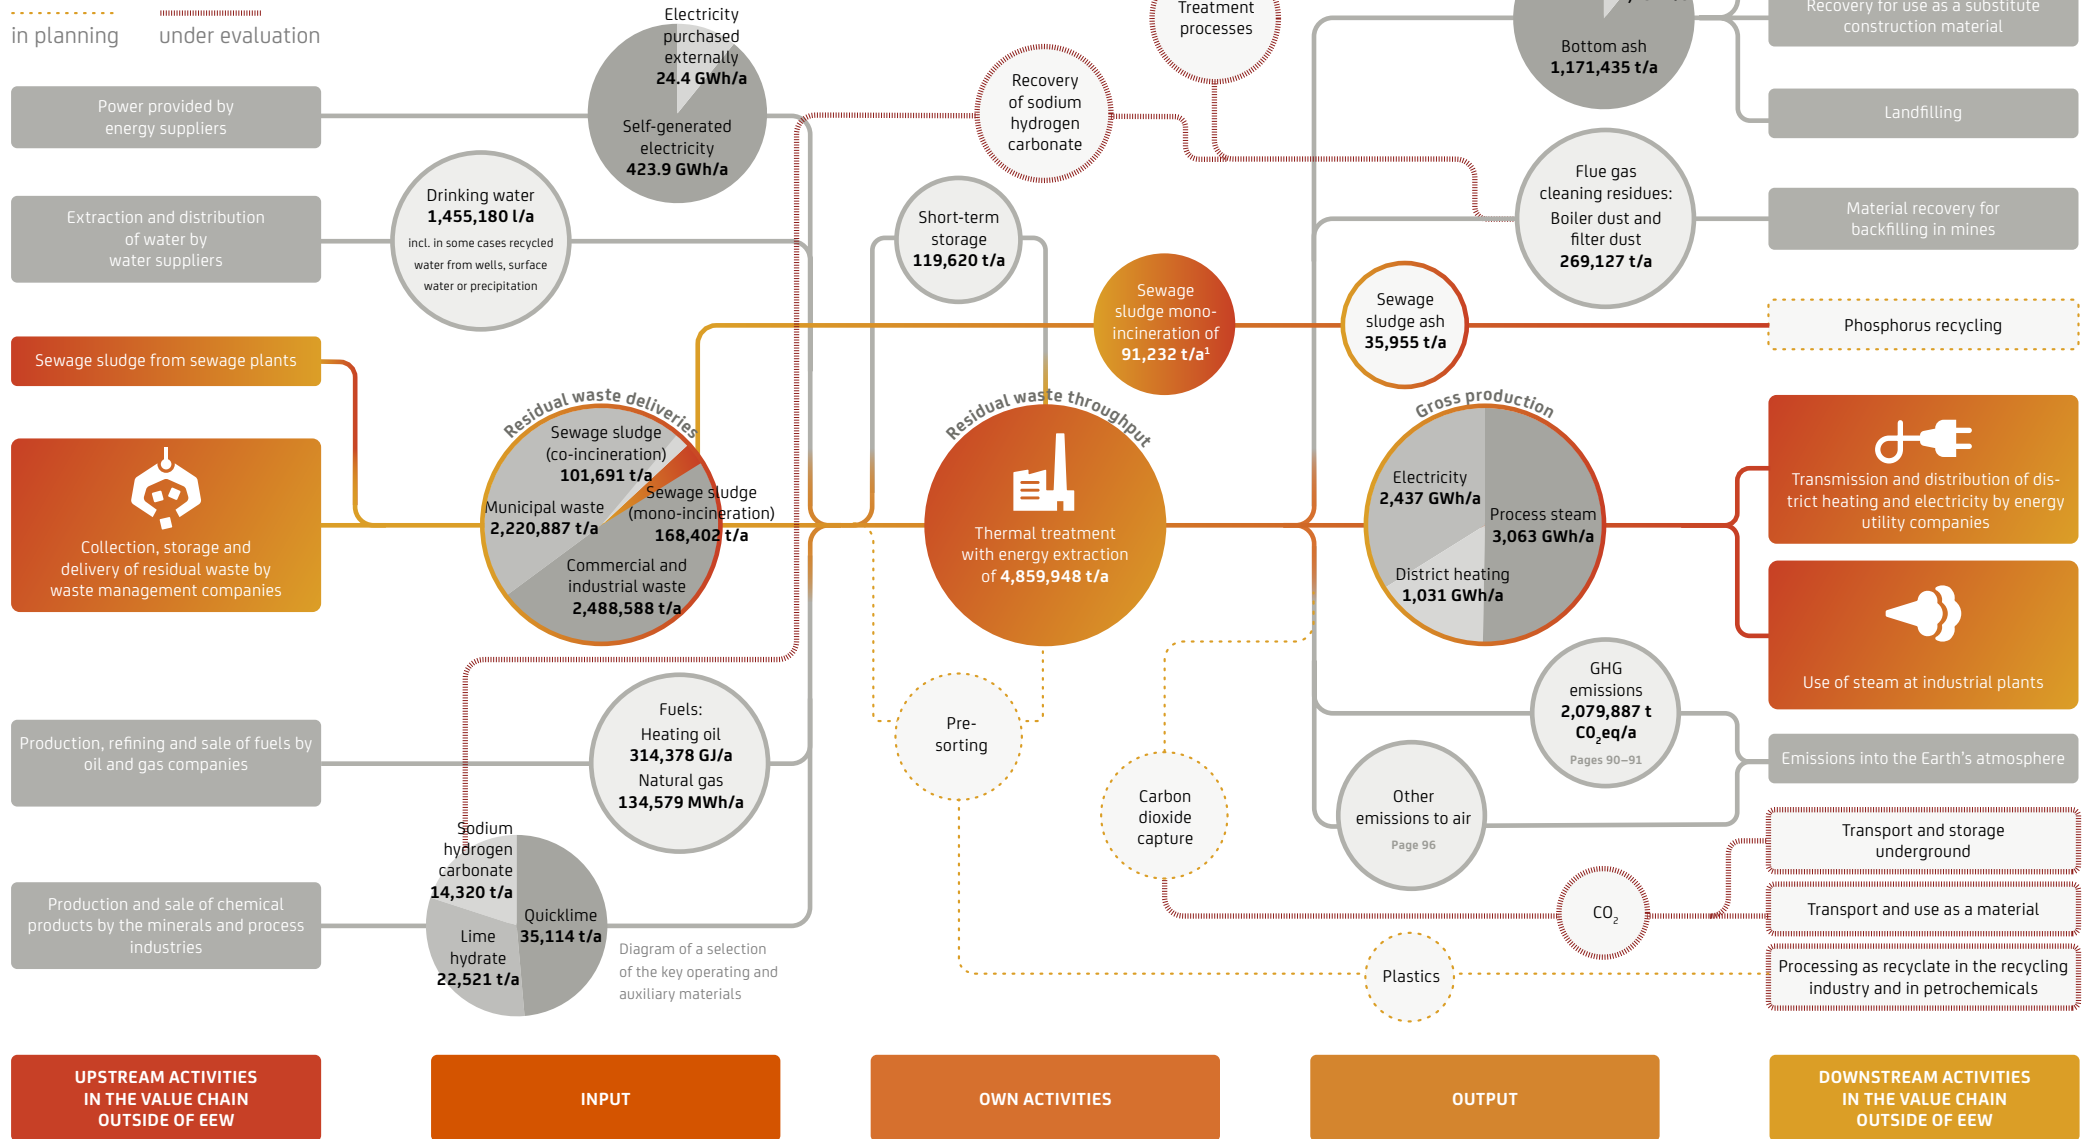 in planning
under evaluation
Power provided by
energy suppliers
Extraction and distribution
of water by
water suppliers
Sewage sludge from sewage plants
Collection, storage and
delivery of residual waste by
waste management companies
Production, refining and sale of fuels by
oil and gas companies
Production and sale of chemical
products by the minerals and process
industries
Electricity
purchased
externally
24.4 GWh/a
Self-generated
electricity
423.9 GWh/a
Drinking water
1,455,180 l/a
incl. in some cases recycled
water from wells, surface
water or precipitation
Residual waste deliveries
Sewage sludge
(co-incineration)
101,691 t/a
Sewage sludge
(mono-incineration)
168,402 t/a
Municipal waste
2,220,887 t/a
Commercial and
industrial waste
2,488,588 t/a
Fuels:
Heating oil
314,378 GJ/a
Natural gas
134,579 MWh/a
Sodium
hydrogen
carbonate
14,320 t/a
Quicklime
35,114 t/a
Lime
hydrate
22,521 t/a
Diagram of a selection
of the key operating and
auxiliary materials
Treatment
processes
Recovery
of sodium
hydrogen
carbonate
Short-term
storage
119,620 t/a
Sewage
sludge mono-
incineration of
91,232 t/a¹
Residual waste throughput
Thermal treatment
with energy extraction
of 4,859,948 t/a
Pre-
sorting
Carbon
dioxide
capture
Bottom ash
1,171,435 t/a
Flue gas
cleaning residues:
Boiler dust and
filter dust
269,127 t/a
Sewage
sludge ash
35,955 t/a
Gross production
Electricity
2,437 GWh/a
Process steam
3,063 GWh/a
District heating
1,031 GWh/a
GHG
emissions
2,079,887 t
CO₂eq/a
Pages 90–91
Other
emissions to air
Page 96
CO₂
Plastics
Recovery for use as a substitute
construction material
Landfilling
Material recovery for
backfilling in mines
Phosphorus recycling
Transmission and distribution of dis-
trict heating and electricity by energy
utility companies
Use of steam at industrial plants
Emissions into the Earth's atmosphere
Transport and storage
underground
Transport and use as a material
Processing as recyclate in the recycling
industry and in petrochemicals
UPSTREAM ACTIVITIES
IN THE VALUE CHAIN
OUTSIDE OF EEW
INPUT
OWN ACTIVITIES
OUTPUT
DOWNSTREAM ACTIVITIES
IN THE VALUE CHAIN
OUTSIDE OF EEW